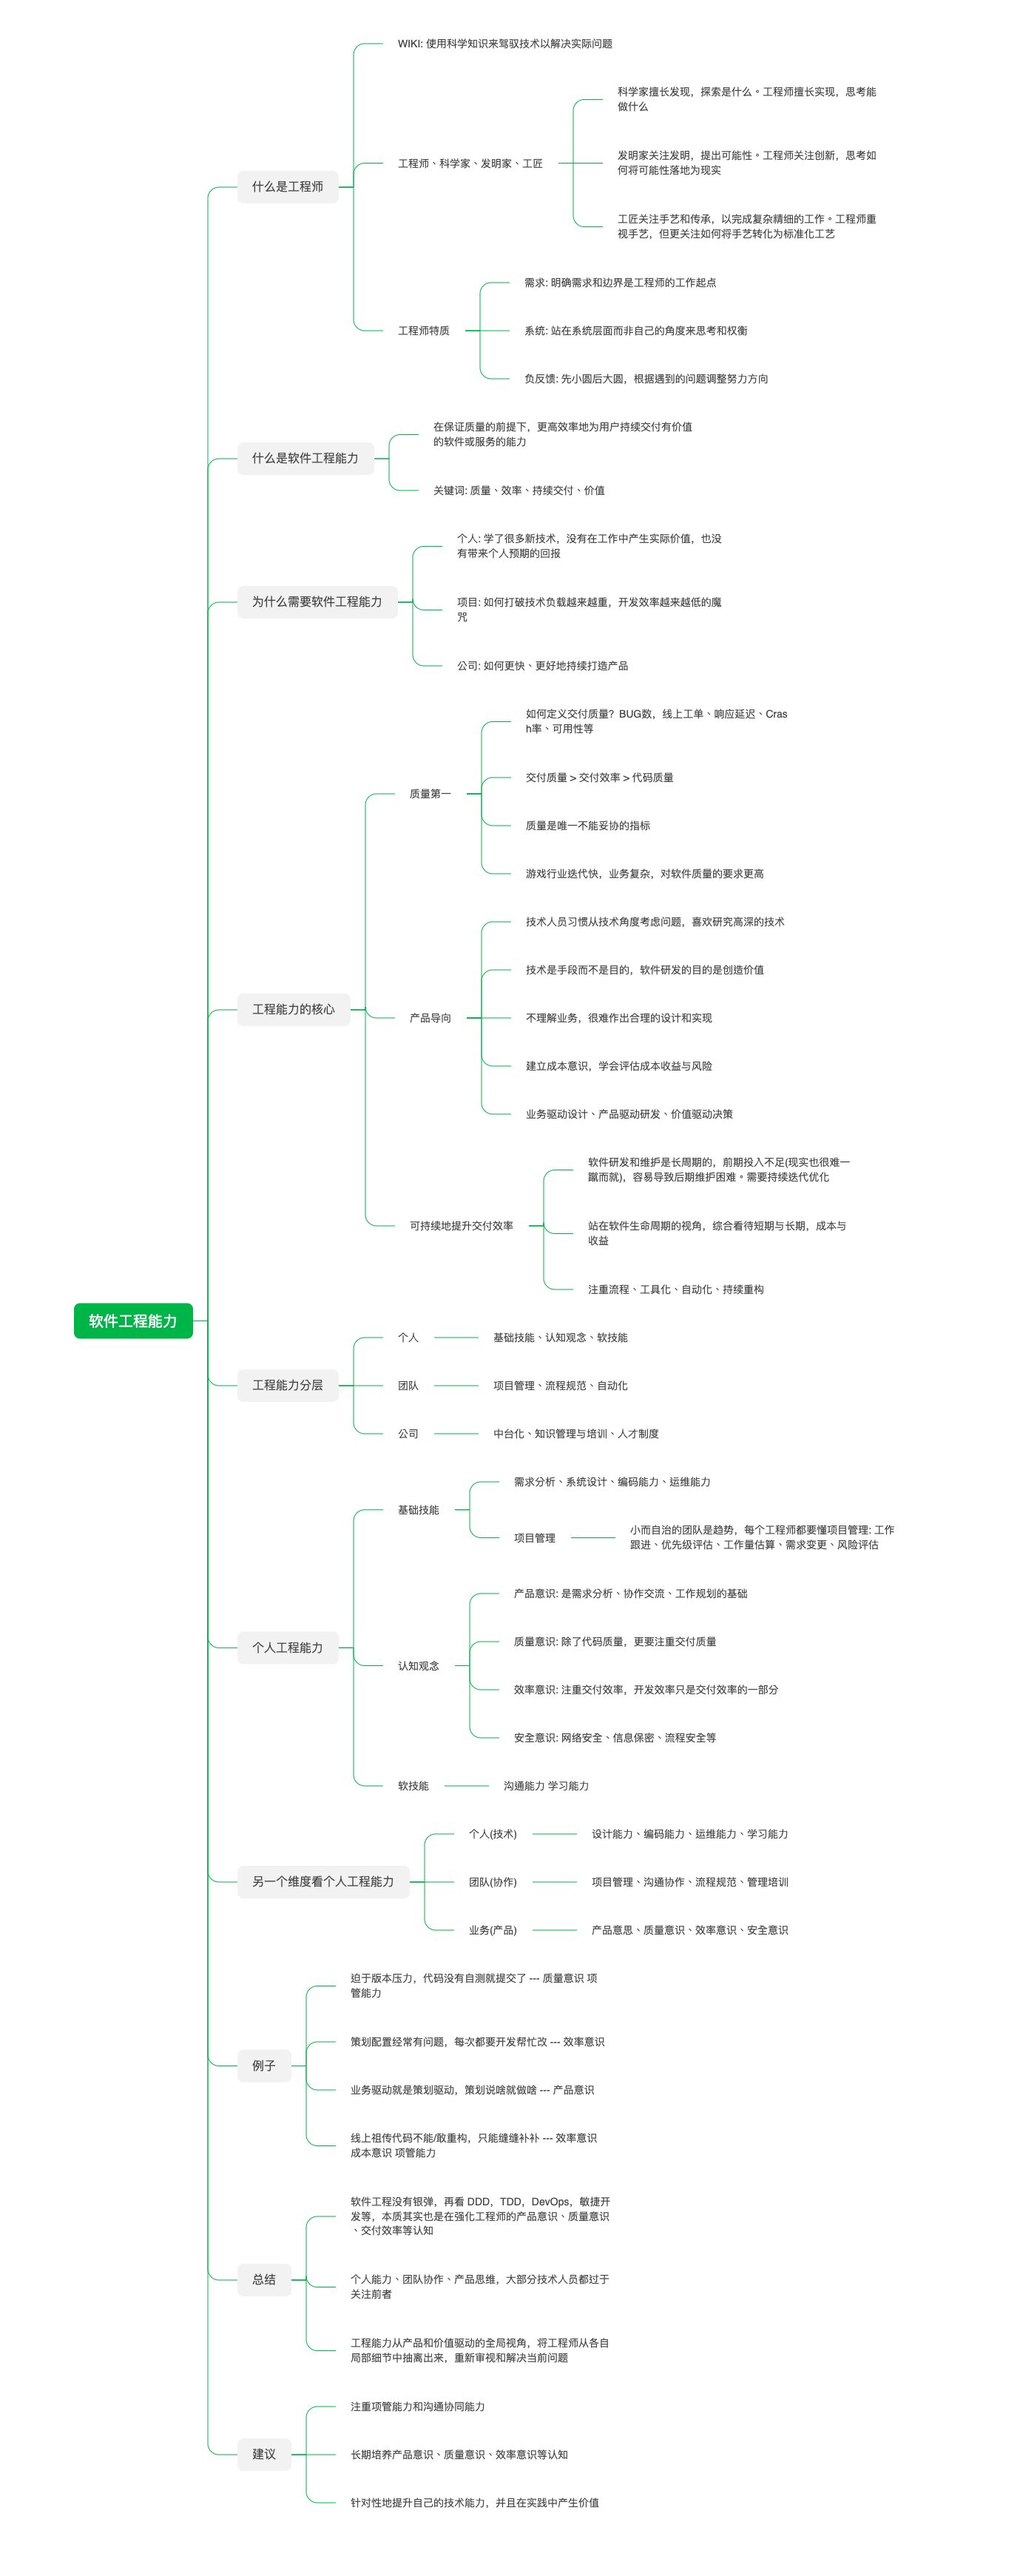 软件工程能力
什么是工程师
WIKI: 使用科学知识来驾驭技术以解决实际问题
工程师、科学家、发明家、工匠
科学家擅长发现，探索是什么。工程师擅长实现，思考能
做什么
发明家关注发明，提出可能性。工程师关注创新，思考如
何将可能性落地为现实
工匠关注手艺和传承，以完成复杂精细的工作。工程师重
视手艺，但更关注如何将手艺转化为标准化工艺
工程师特质
需求: 明确需求和边界是工程师的工作起点
系统: 站在系统层面而非自己的角度来思考和权衡
负反馈: 先小圆后大圆，根据遇到的问题调整努力方向
什么是软件工程能力
在保证质量的前提下，更高效率地为用户持续交付有价值
的软件或服务的能力
关键词: 质量、效率、持续交付、价值
为什么需要软件工程能力
个人: 学了很多新技术，没有在工作中产生实际价值，也没
有带来个人预期的回报
项目: 如何打破技术负载越来越重，开发效率越来越低的魔
咒
公司: 如何更快、更好地持续打造产品
工程能力的核心
质量第一
如何定义交付质量？BUG数，线上工单、响应延迟、Cras
h率、可用性等
交付质量 > 交付效率 > 代码质量
质量是唯一不能妥协的指标
游戏行业迭代快，业务复杂，对软件质量的要求更高
产品导向
技术人员习惯从技术角度考虑问题，喜欢研究高深的技术
技术是手段而不是目的，软件研发的目的是创造价值
不理解业务，很难作出合理的设计和实现
建立成本意识，学会评估成本收益与风险
业务驱动设计、产品驱动研发、价值驱动决策
可持续地提升交付效率
软件研发和维护是长周期的，前期投入不足(现实也很难一
蹴而就)，容易导致后期维护困难。需要持续迭代优化
站在软件生命周期的视角，综合看待短期与长期，成本与
收益
注重流程、工具化、自动化、持续重构
工程能力分层
个人
基础技能、认知观念、软技能
团队
项目管理、流程规范、自动化
公司
中台化、知识管理与培训、人才制度
个人工程能力
基础技能
需求分析、系统设计、编码能力、运维能力
项目管理
小而自治的团队是趋势，每个工程师都要懂项目管理: 工作
跟进、优先级评估、工作量估算、需求变更、风险评估
认知观念
产品意识: 是需求分析、协作交流、工作规划的基础
质量意识: 除了代码质量，更要注重交付质量
效率意识: 注重交付效率，开发效率只是交付效率的一部分
安全意识: 网络安全、信息保密、流程安全等
软技能
沟通能力 学习能力
另一个维度看个人工程能力
个人(技术)
设计能力、编码能力、运维能力、学习能力
团队(协作)
项目管理、沟通协作、流程规范、管理培训
业务(产品)
产品意思、质量意识、效率意识、安全意识
例子
迫于版本压力，代码没有自测就提交了 --- 质量意识 项
管能力
策划配置经常有问题，每次都要开发帮忙改 --- 效率意识
业务驱动就是策划驱动，策划说啥就做啥 --- 产品意识
线上祖传代码不能/敢重构，只能缝缝补补 --- 效率意识
成本意识 项管能力
总结
软件工程没有银弹，再看 DDD，TDD，DevOps，敏捷开
发等，本质其实也是在强化工程师的产品意识、质量意识
、交付效率等认知
个人能力、团队协作、产品思维，大部分技术人员都过于
关注前者
工程能力从产品和价值驱动的全局视角，将工程师从各自
局部细节中抽离出来，重新审视和解决当前问题
建议
注重项管能力和沟通协同能力
长期培养产品意识、质量意识、效率意识等认知
针对性地提升自己的技术能力，并且在实践中产生价值